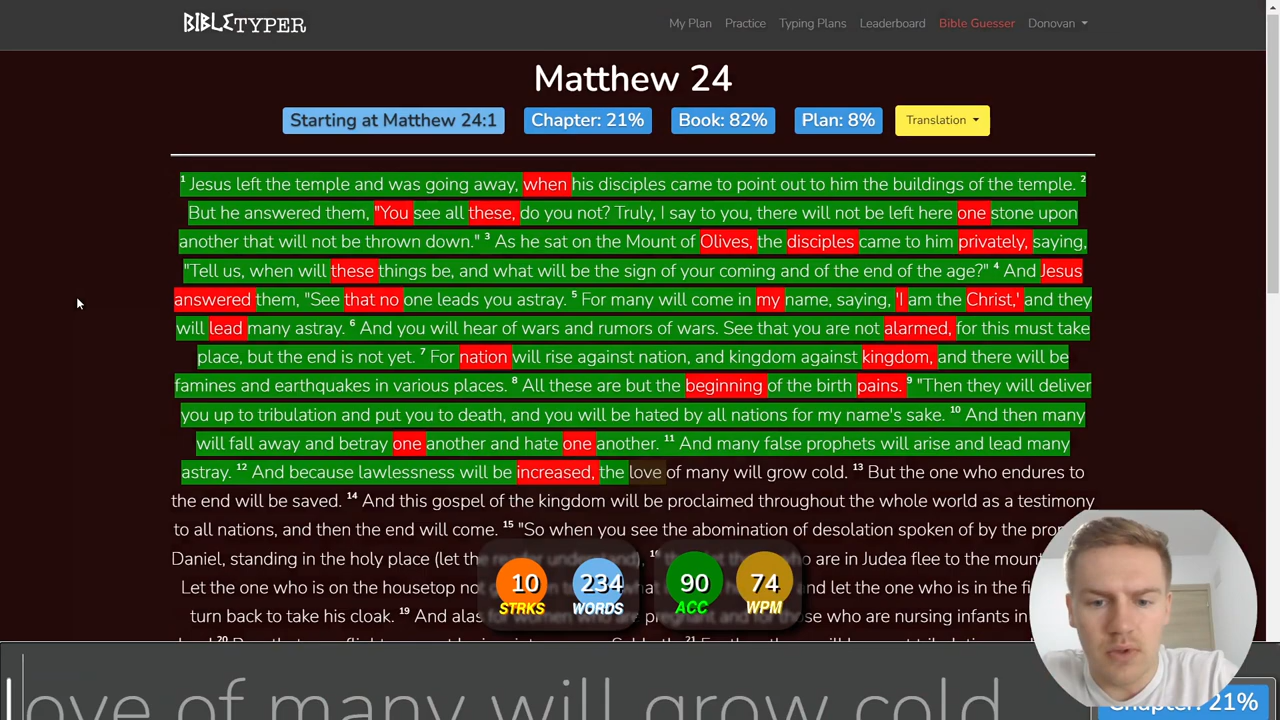 BIBLETYPER
My Plan Practice Typing Plans Leaderboard Bible Guesser Donovan
Matthew 24
Starting at Matthew 24:1 Chapter: 21% Book: 82% Plan: 8% Translation
1 Jesus left the temple and was going away, when his disciples came to point out to him the buildings of the temple. 2
But he answered them, "You see all these, do you not? Truly, I say to you, there will not be left here one stone upon
another that will not be thrown down." 3 As he sat on the Mount of Olives, the disciples came to him privately, saying,
"Tell us, when will these things be, and what will be the sign of your coming and of the end of the age?" 4 And Jesus
answered them, "See that no one leads you astray. 5 For many will come in my name, saying, 'I am the Christ,' and they
will lead many astray. 6 And you will hear of wars and rumors of wars. See that you are not alarmed, for this must take
place, but the end is not yet. 7 For nation will rise against nation, and kingdom against kingdom, and there will be
famines and earthquakes in various places. 8 All these are but the beginning of the birth pains. 9 "Then they will deliver
you up to tribulation and put you to death, and you will be hated by all nations for my name's sake. 10 And then many
will fall away and betray one another and hate one another. 11 And many false prophets will arise and lead many
astray. 12 And because lawlessness will be increased, the love of many will grow cold. 13 But the one who endures to
the end will be saved. 14 And this gospel of the kingdom will be proclaimed throughout the whole world as a testimony
to all nations, and then the end will come. 15 "So when you see the abomination of desolation spoken of by the
Daniel, standing in the holy place (let the reader understand), 16 who are in Judea flee to the
Let the one who is on the housetop not and let the one who is in the
turn back to take his cloak. 19 And alas pregnant and for those who are nursing infants in
20 21
10 STRKS 234 WORDS 90 ACC 74 WPM
love of many will grow cold
Chapter: 21%